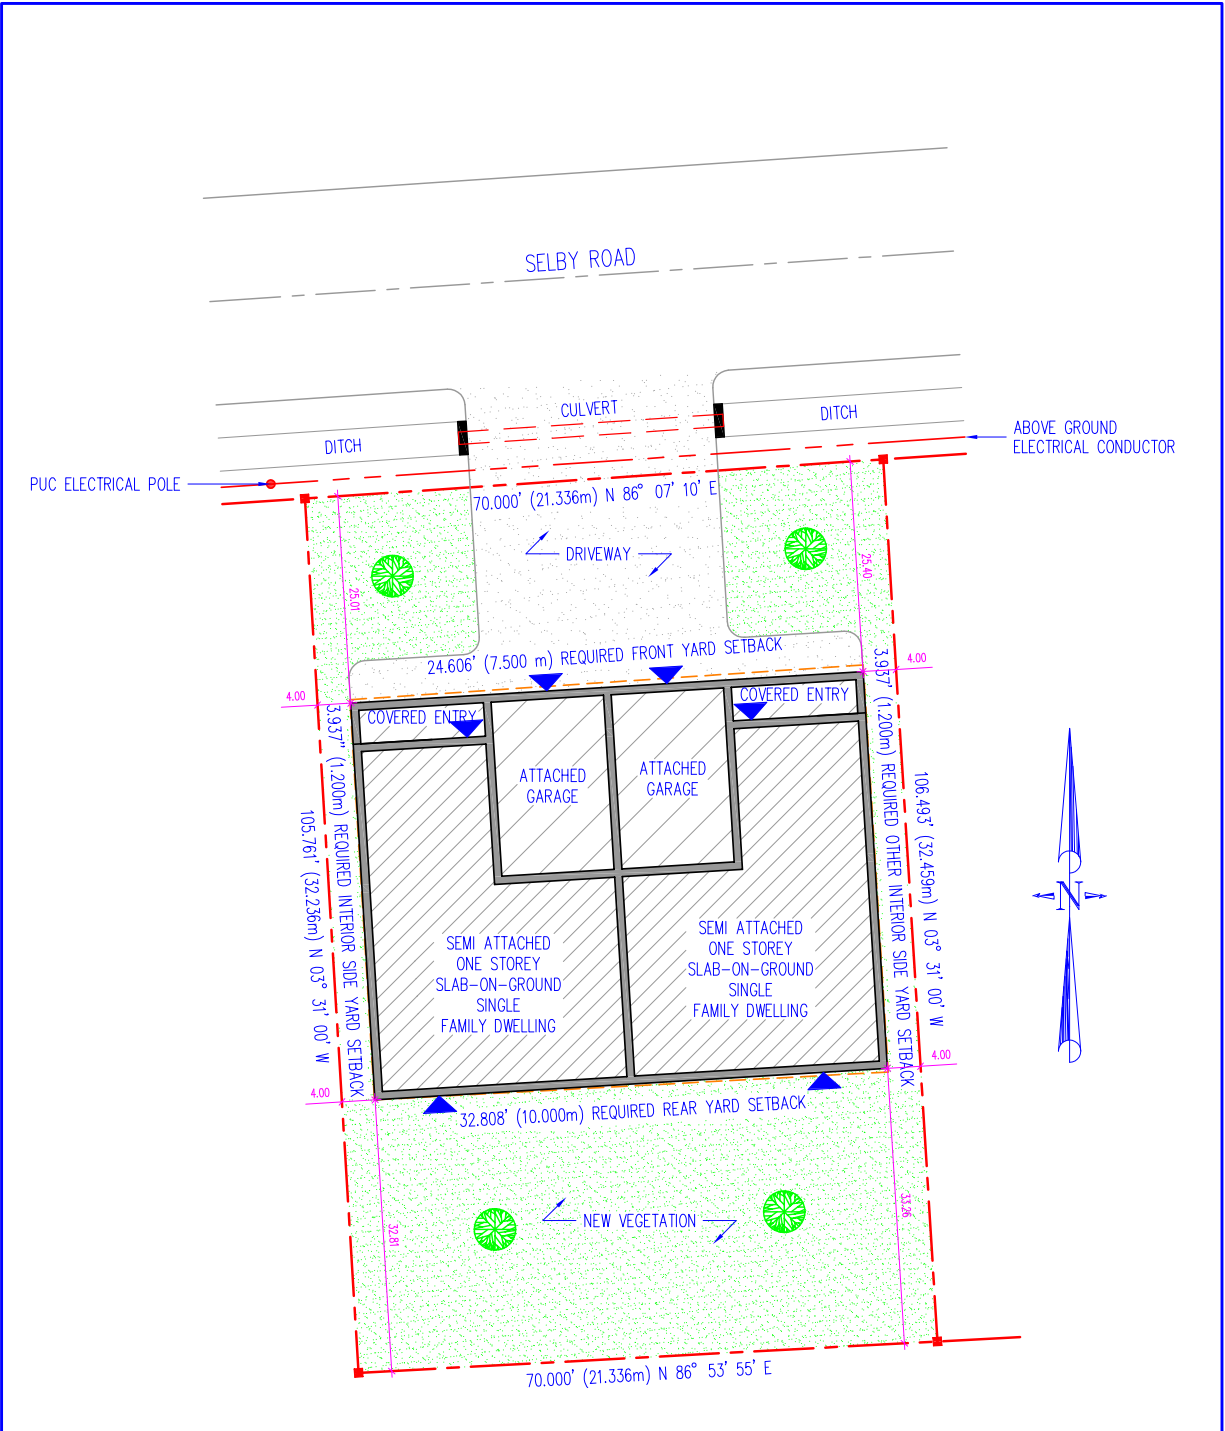 SELBY ROAD
CULVERT
DITCH
DITCH
ABOVE GROUND
ELECTRICAL CONDUCTOR
PUC ELECTRICAL POLE
70.000' (21.336m) N 86° 07' 10' E
DRIVEWAY
25.01
25.40
24.606' (7.500 m) REQUIRED FRONT YARD SETBACK
4.00
4.00
COVERED ENTRY
COVERED ENTRY
ATTACHED
GARAGE
ATTACHED
GARAGE
3.937" (1.200m) REQUIRED INTERIOR SIDE YARD SETBACK
105.761' (32.236m) N 03° 31' 00' W
3.937' (1.200m) REQUIRED OTHER INTERIOR SIDE YARD SETBACK
106.493' (32.459m) N 03° 31' 00' W
N
SEMI ATTACHED
ONE STOREY
SLAB-ON-GROUND
SINGLE
FAMILY DWELLING
SEMI ATTACHED
ONE STOREY
SLAB-ON-GROUND
SINGLE
FAMILY DWELLING
4.00
4.00
32.808' (10.000m) REQUIRED REAR YARD SETBACK
32.81
33.26
NEW VEGETATION
70.000' (21.336m) N 86° 53' 55' E